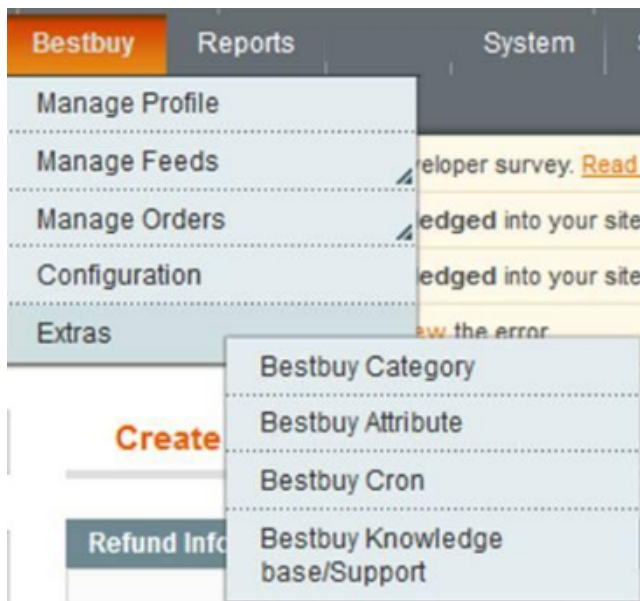 Bestbuy Reports System
Manage Profile
Manage Feeds
veloper survey. Read
Manage Orders
edged into your site
Configuration
edged into your site
Extras
the error
Bestbuy Category
Bestbuy Attribute
Create
Bestbuy Cron
Refund Info
Bestbuy Knowledge
base/Support